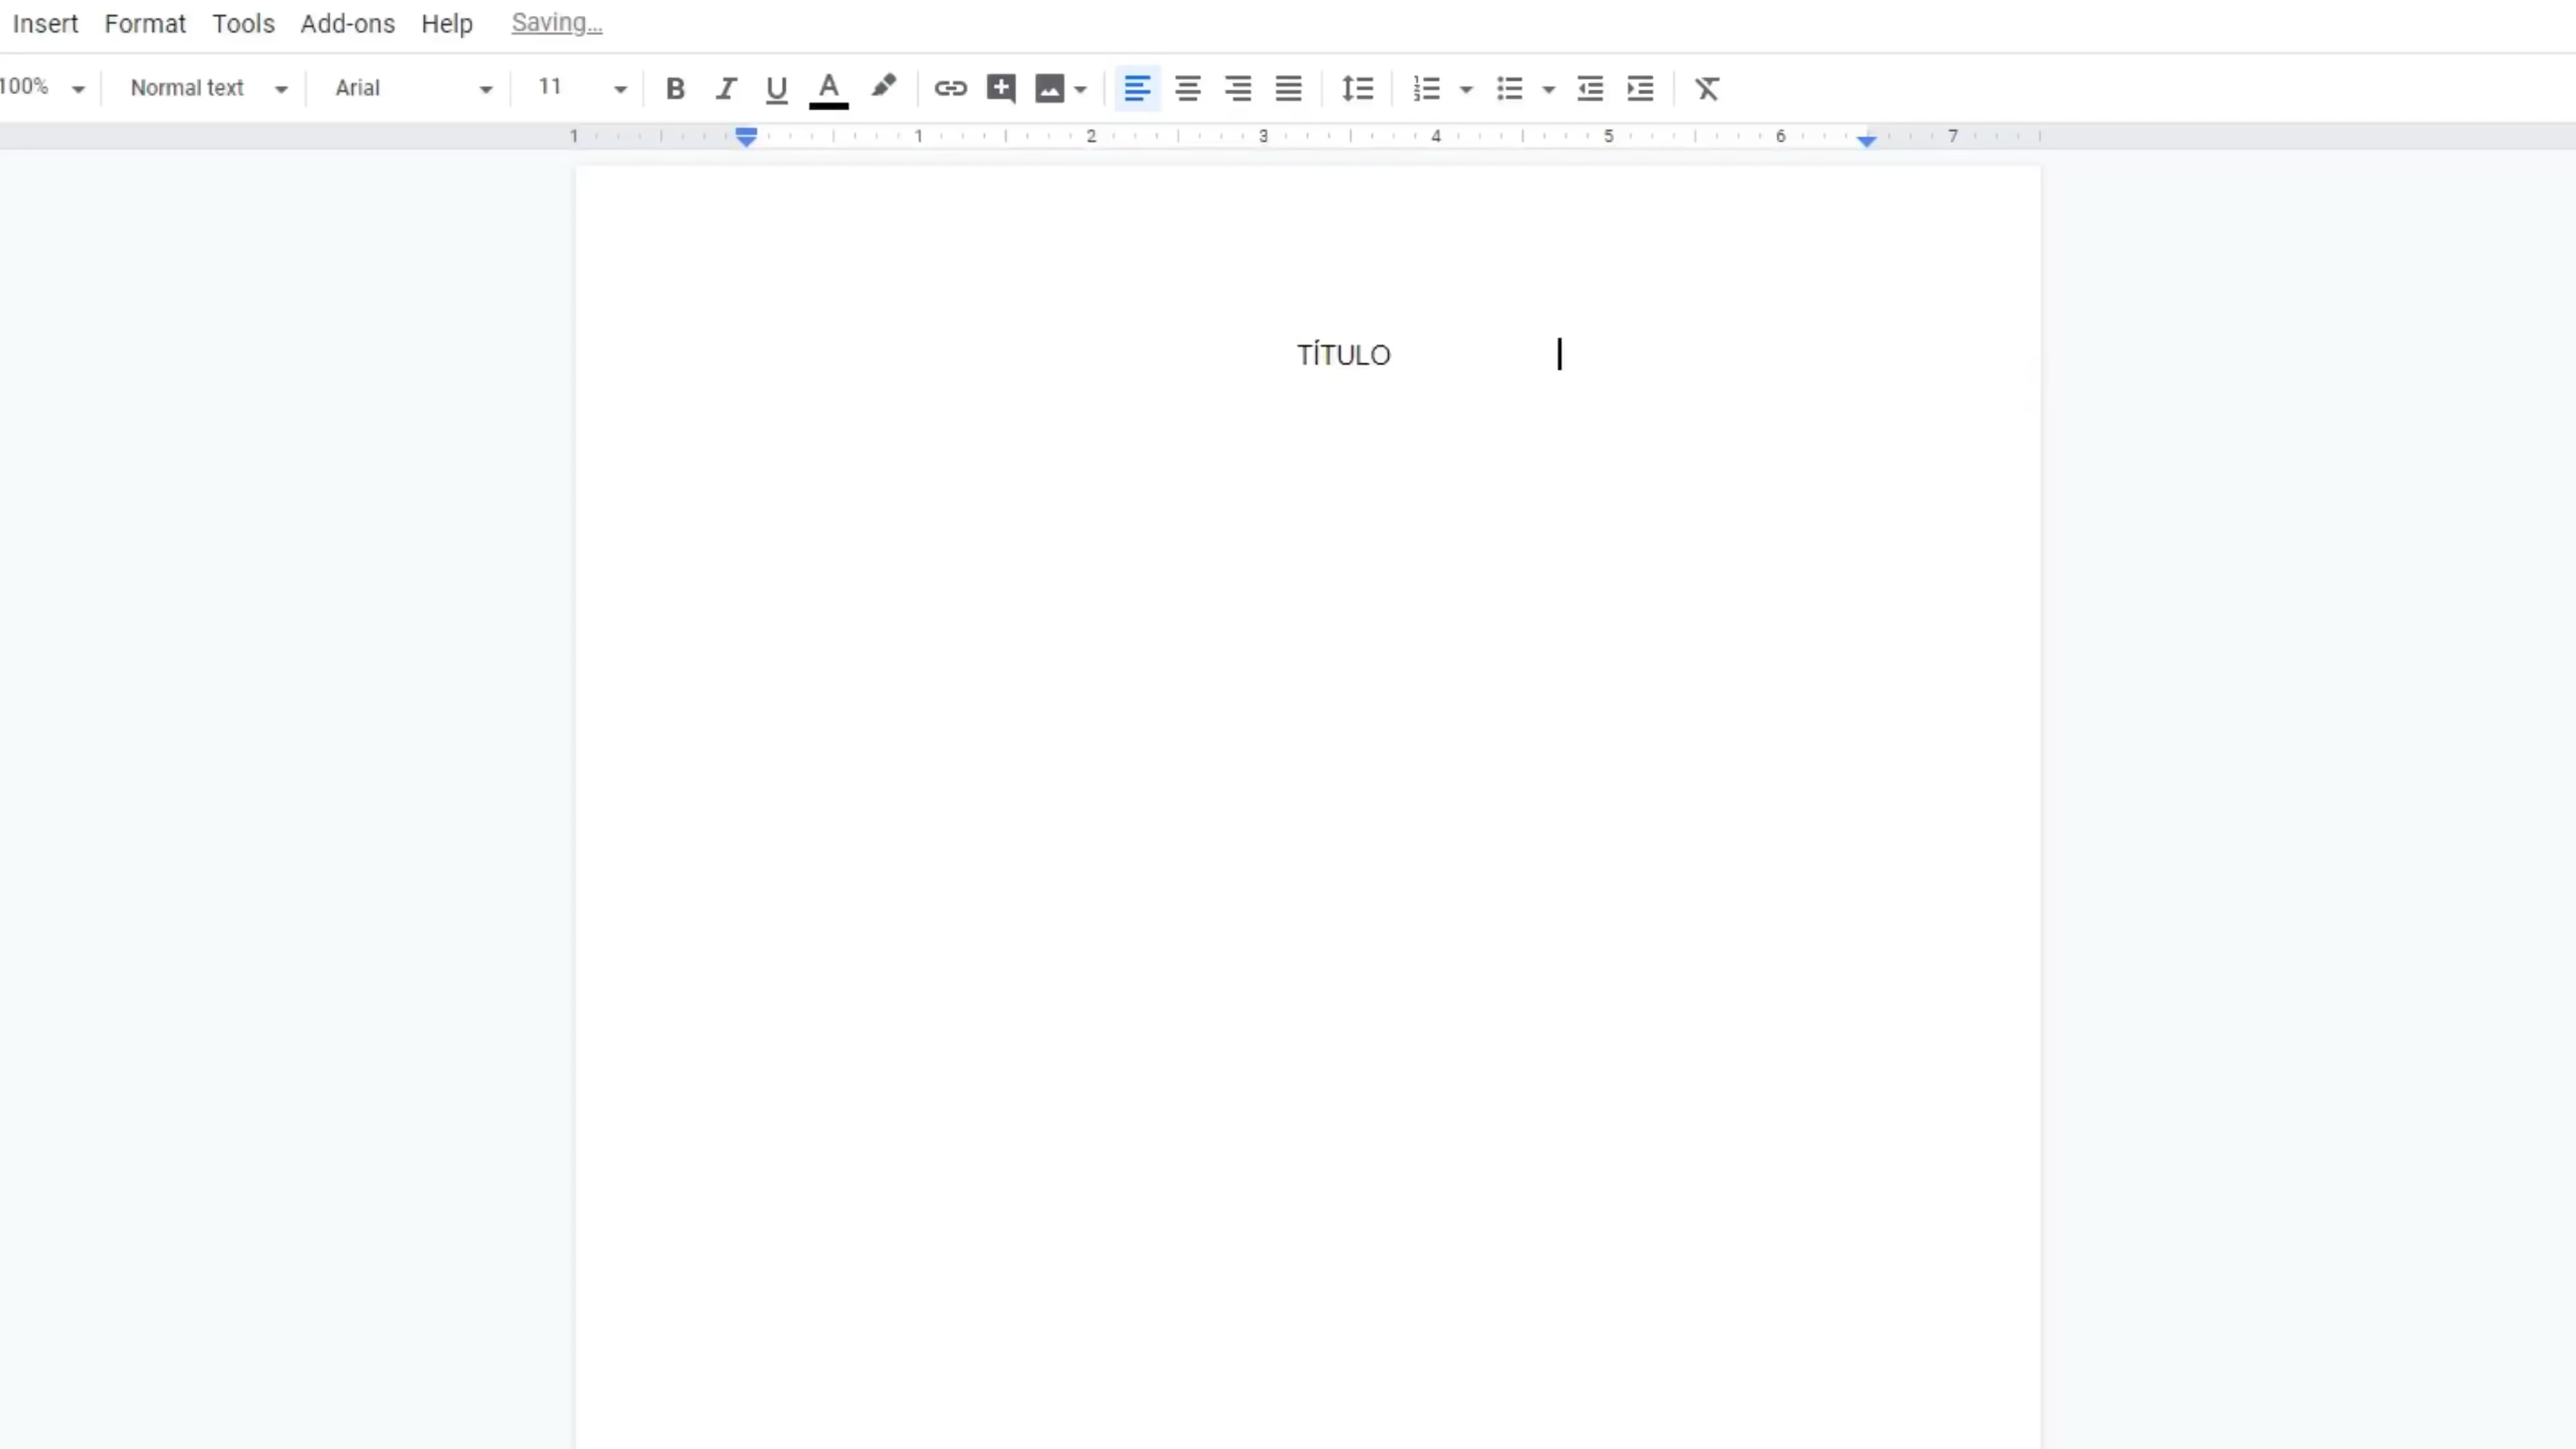 Insert Format Tools Add-ons Help Saving...
100% Normal text Arial 11 B I U A
1 1 2 3 4 5 6 7
TÍTULO